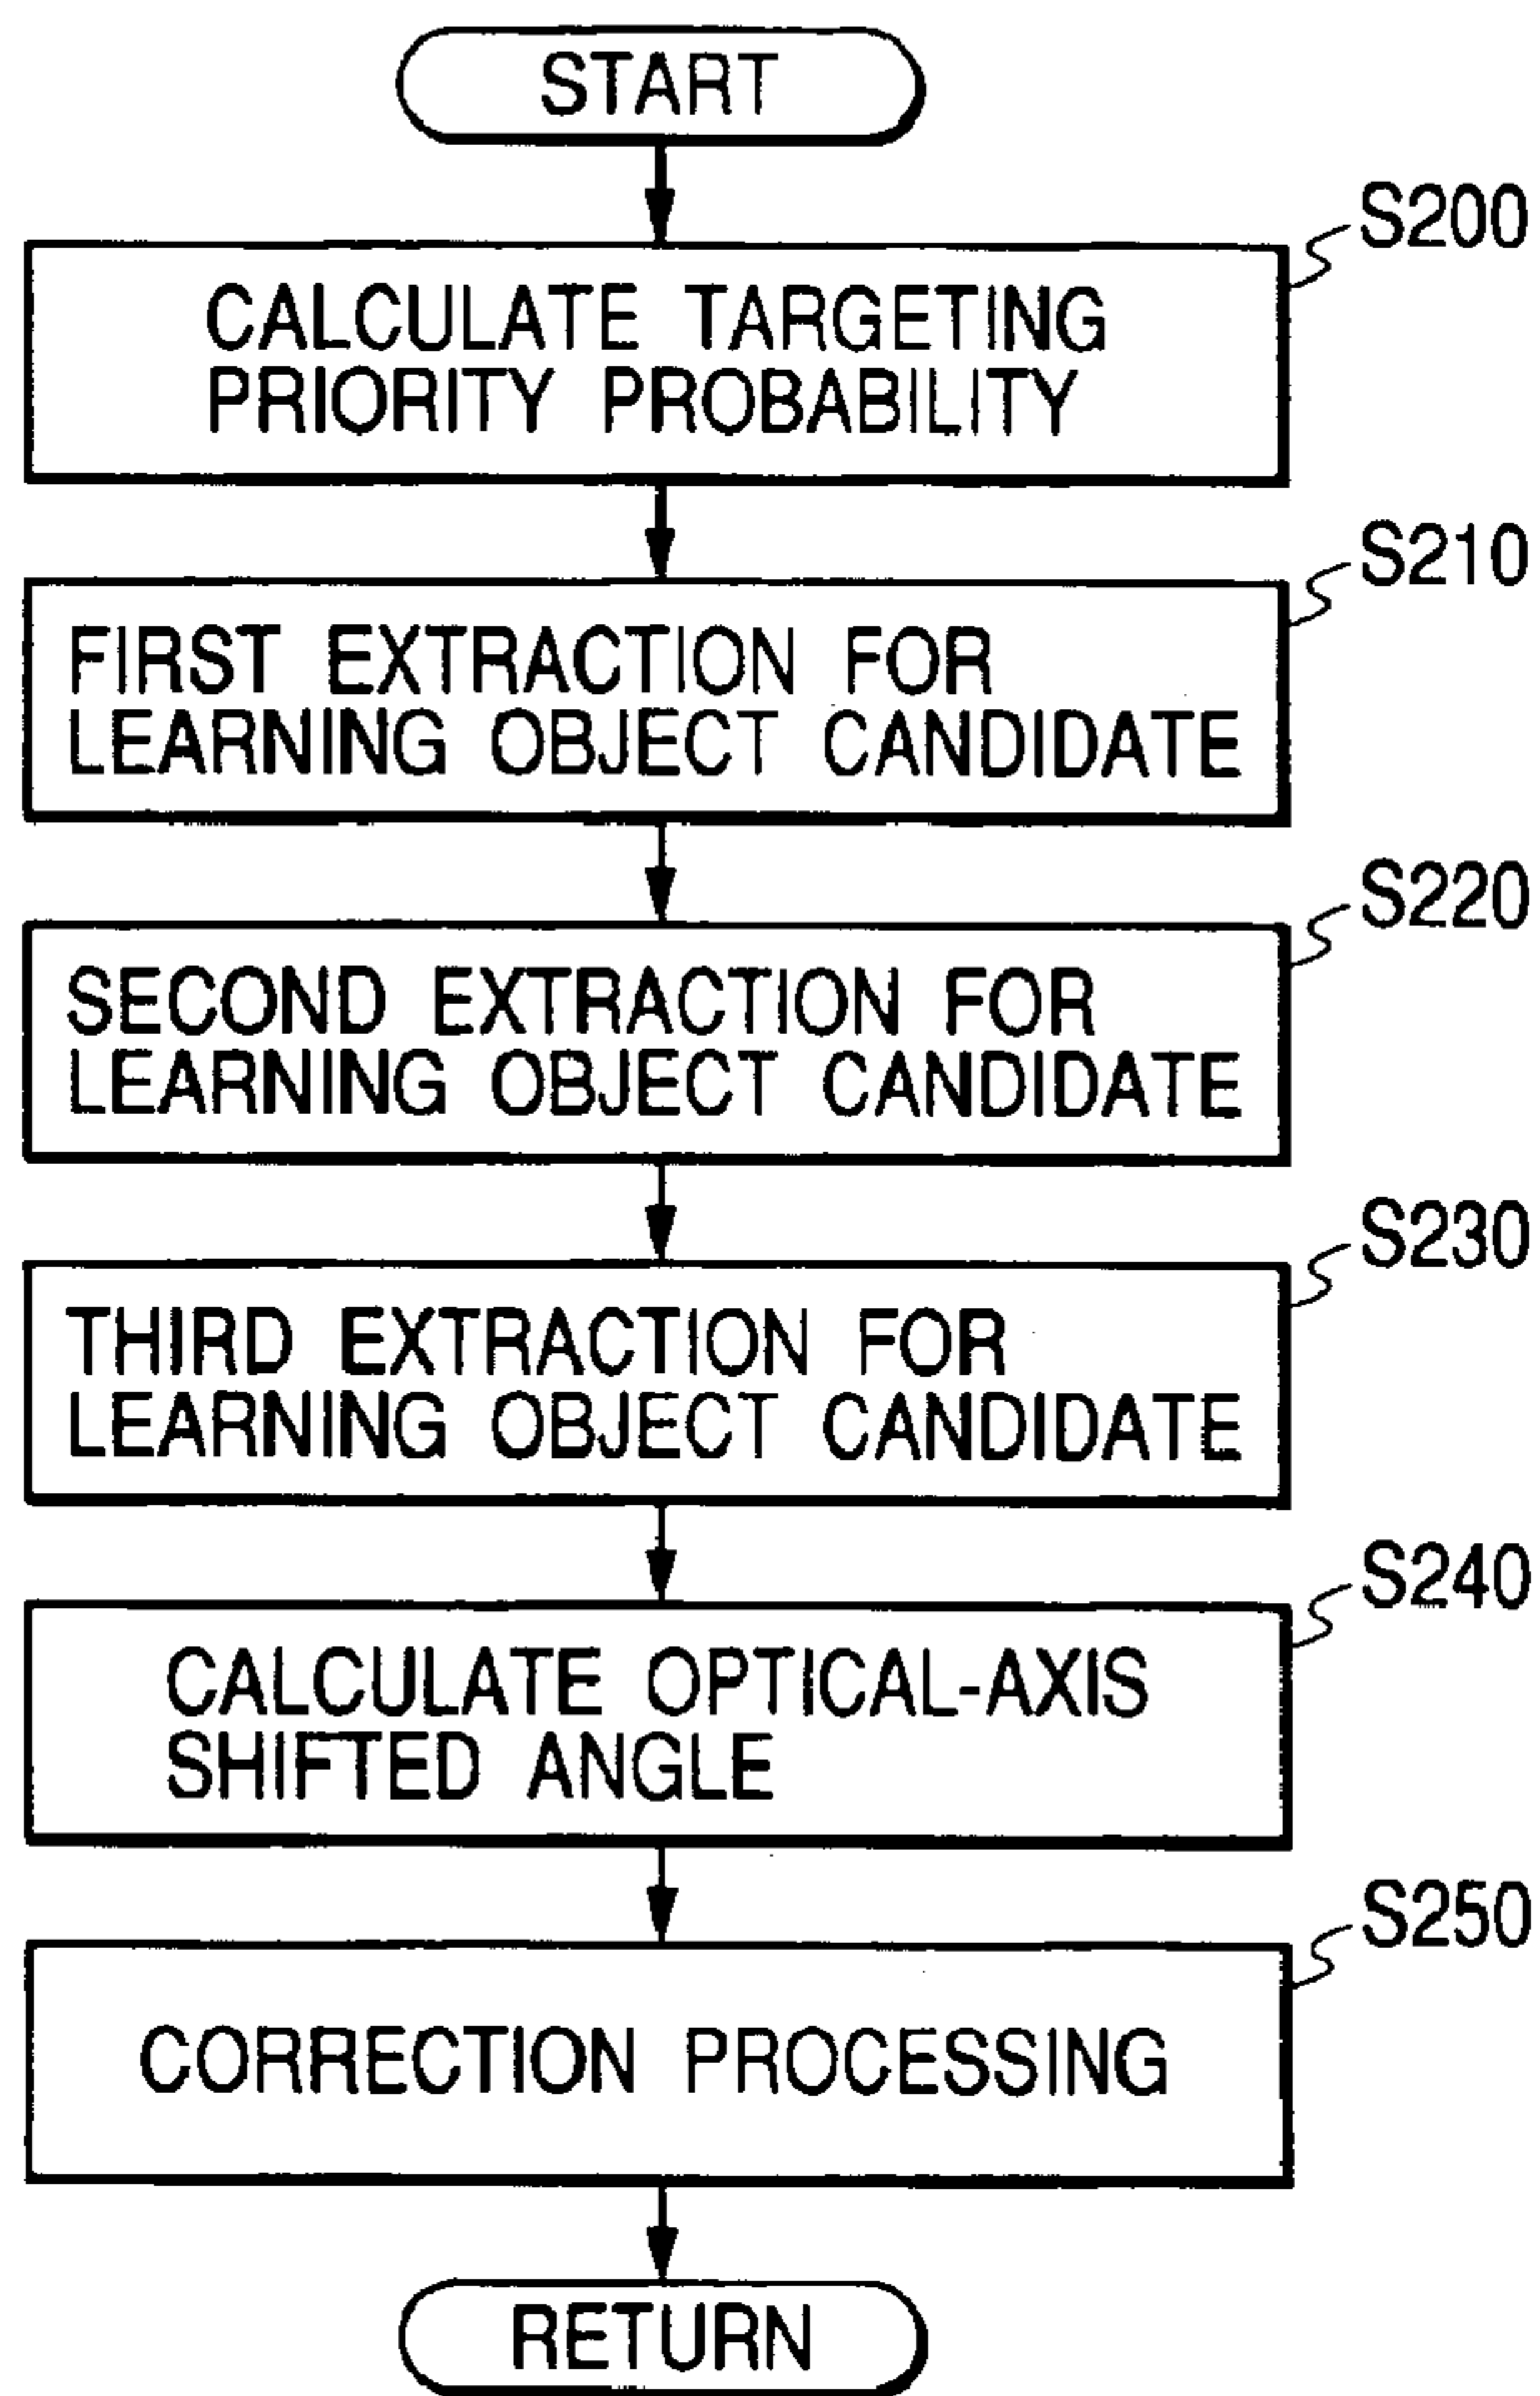 START
S200
CALCULATE TARGETING
PRIORITY PROBABILITY
S210
FIRST EXTRACTION FOR
LEARNING OBJECT CANDIDATE
S220
SECOND EXTRACTION FOR
LEARNING OBJECT CANDIDATE
S230
THIRD EXTRACTION FOR
LEARNING OBJECT CANDIDATE
S240
CALCULATE OPTICAL-AXIS
SHIFTED ANGLE
S250
CORRECTION PROCESSING
RETURN